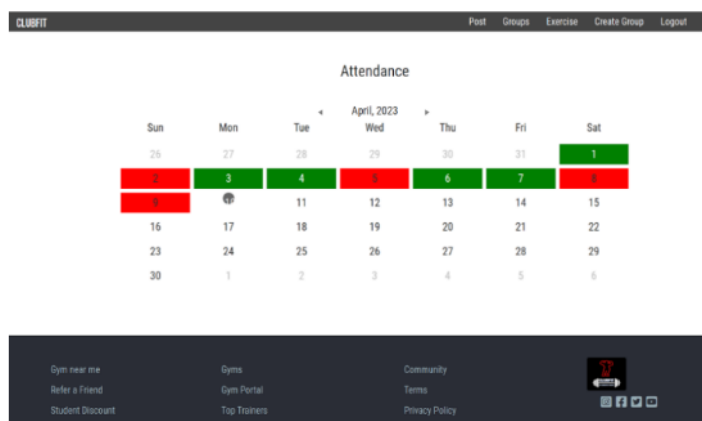 CLUBFIT Post Groups Exercise Create Group Logout
Attendance
◂ April, 2023 ▸
Sun Mon Tue Wed Thu Fri Sat
26 27 28 29 30 31 1
2 3 4 5 6 7 8
9 11 12 13 14 15
16 17 18 19 20 21 22
23 24 25 26 27 28 29
30 1 2 3 4 5 6
Gym near me Gyms Community
Refer a Friend Gym Portal Terms
Student Discount Top Trainers Privacy Policy